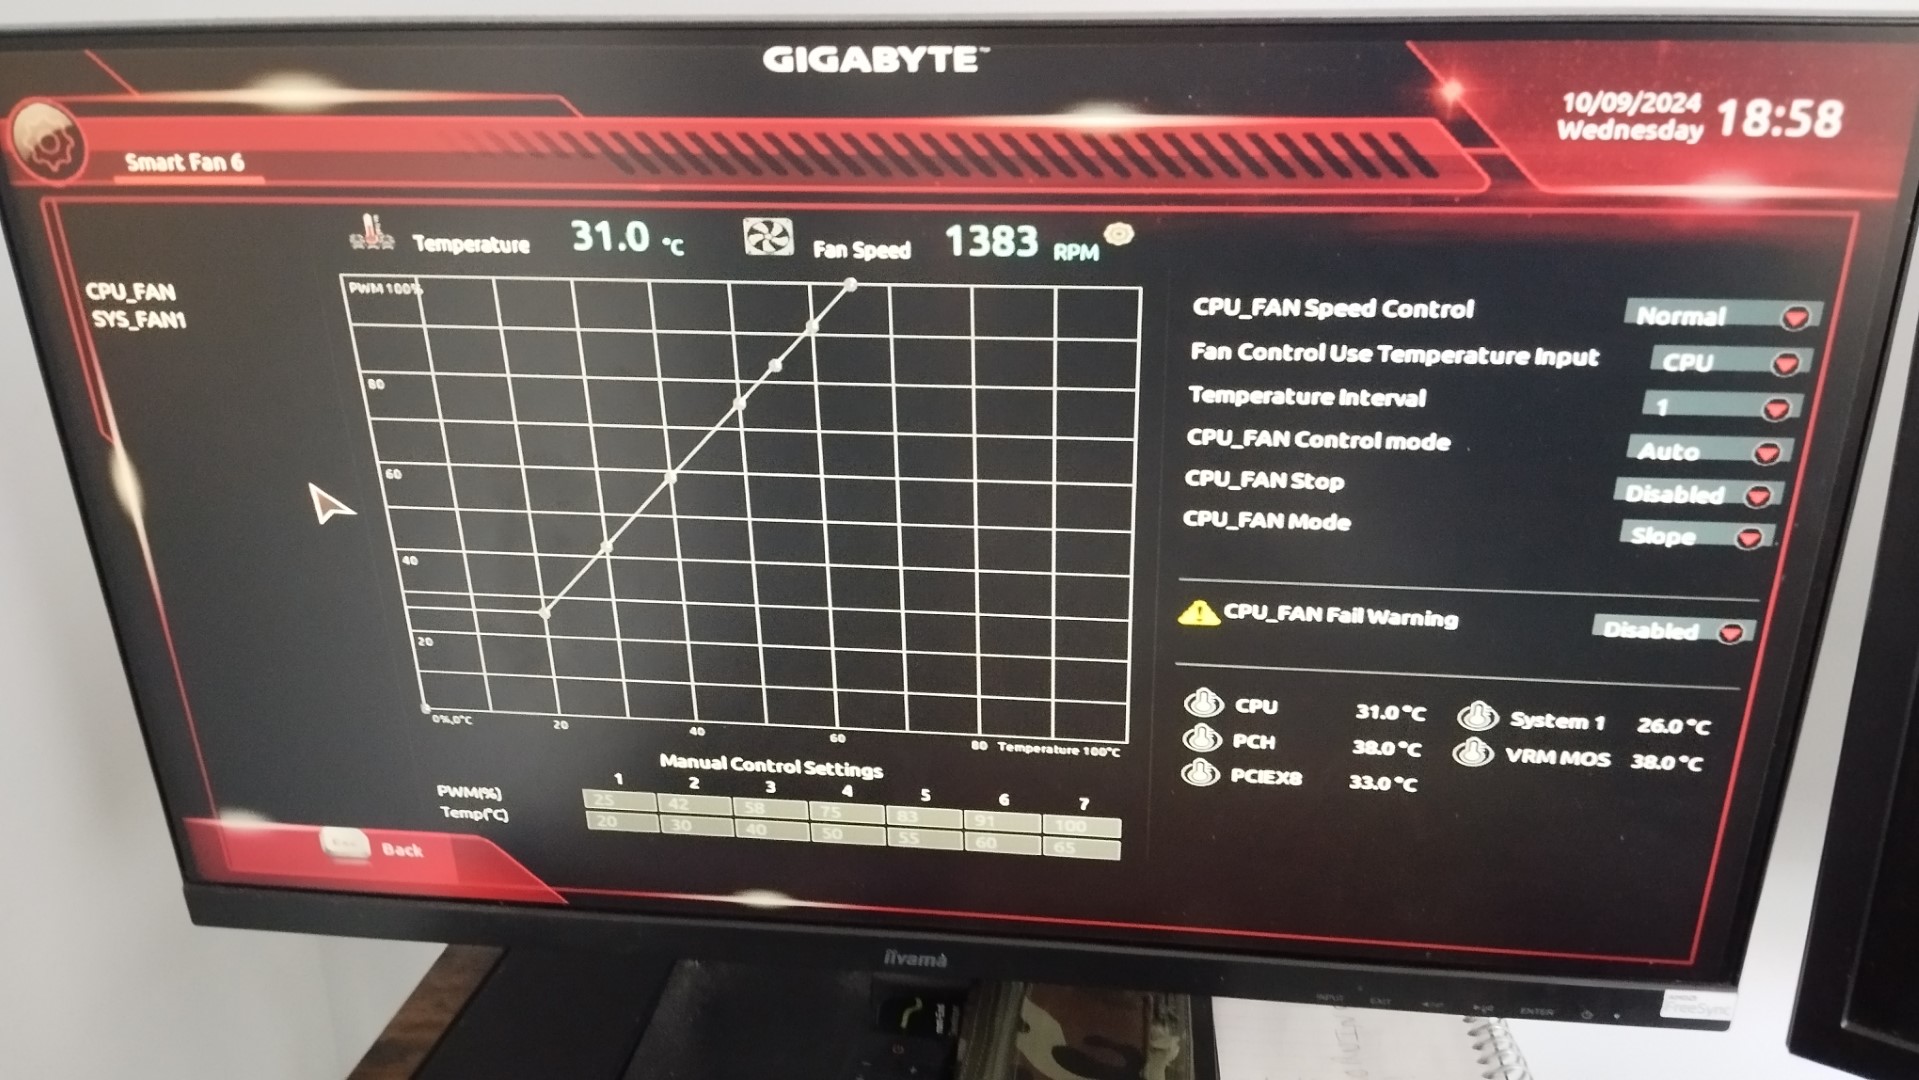 GIGABYTE™
10/09/2024
Wednesday
18:58
Smart Fan 6
Temperature 31.0 °C Fan Speed 1383 RPM
CPU_FAN
SYS_FAN1
PWM 100%
80
60
40
20
0%,0°C 20 40 60 80 Temperature 100°C
CPU_FAN Speed Control Normal
Fan Control Use Temperature Input CPU
Temperature Interval 1
CPU_FAN Control mode Auto
CPU_FAN Stop Disabled
CPU_FAN Mode Slope
CPU_FAN Fail Warning Disabled
CPU 31.0 °C System 1 26.0 °C
PCH 38.0 °C VRM MOS 38.0 °C
PCIEX8 33.0 °C
Manual Control Settings
1 2 3 4 5 6 7
PWM(%) 25 42 58 75 83 91 100
Temp(°C) 20 30 40 50 55 60 65
Back
iiyama
INPUT EXIT ENTER
FreeSync